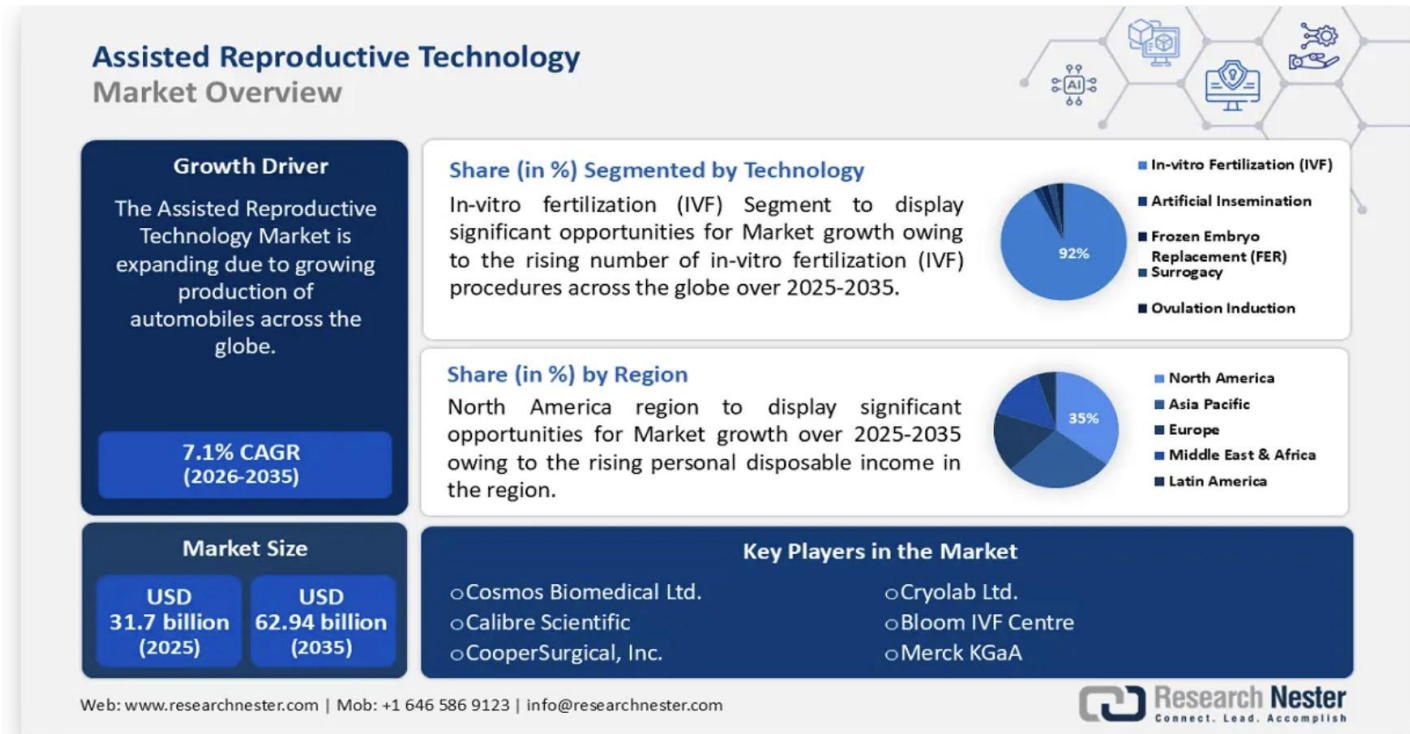 Assisted Reproductive Technology
Market Overview
AI
Growth Driver
The Assisted Reproductive
Technology Market is
expanding due to growing
production of
automobiles across the
globe.
7.1% CAGR
(2026-2035)
Market Size
USD
31.7 billion
(2025)
USD
62.94 billion
(2035)
Share (in %) Segmented by Technology
In-vitro fertilization (IVF) Segment to display
significant opportunities for Market growth owing
to the rising number of in-vitro fertilization (IVF)
procedures across the globe over 2025-2035.
92%
In-vitro Fertilization (IVF)
Artificial Insemination
Frozen Embryo
Replacement (FER)
Surrogacy
Ovulation Induction
Share (in %) by Region
North America region to display significant
opportunities for Market growth over 2025-2035
owing to the rising personal disposable income in
the region.
35%
North America
Asia Pacific
Europe
Middle East & Africa
Latin America
Key Players in the Market
Cosmos Biomedical Ltd.
Calibre Scientific
CooperSurgical, Inc.
Cryolab Ltd.
Bloom IVF Centre
Merck KGaA
Web: www.researchnester.com | Mob: +1 646 586 9123 | info@researchnester.com
Research Nester
Connect. Lead. Accomplish